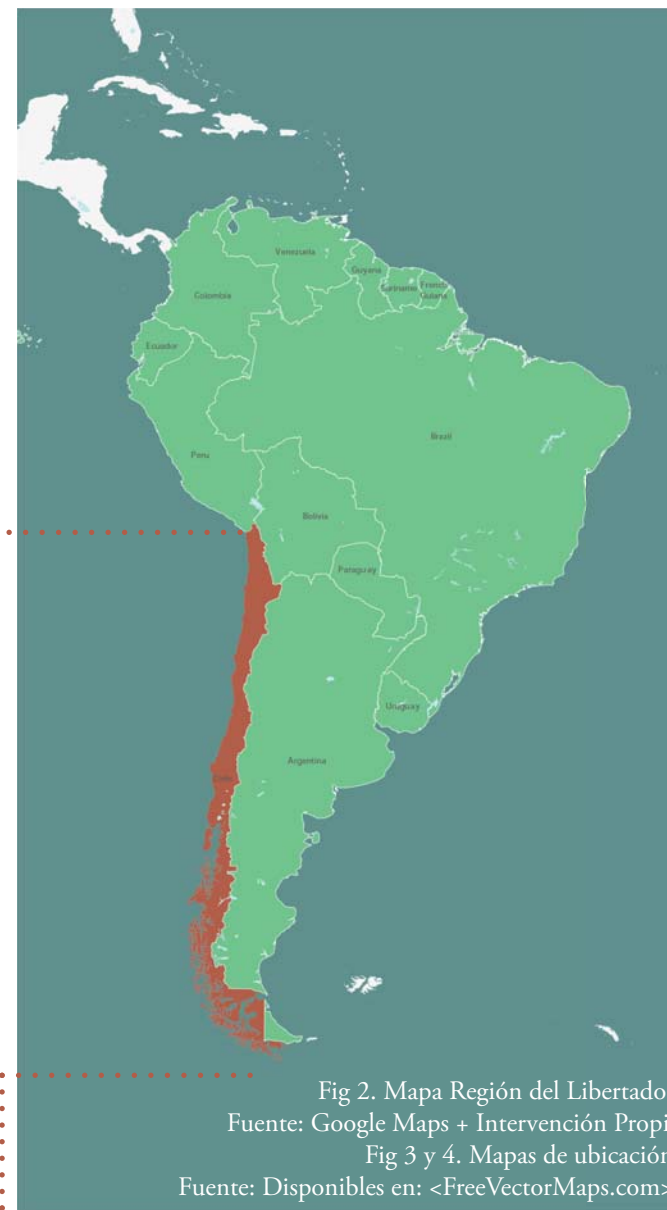 Venezuela
Guyana
Suriname
French
Guiana
Colombia
Ecuador
Brazil
Peru
Bolivia
Paraguay
Uruguay
Argentina
Chile
Fig 2. Mapa Región del Libertado
Fuente: Google Maps + Intervención Propi
Fig 3 y 4. Mapas de ubicación
Fuente: Disponibles en: <FreeVectorMaps.com>